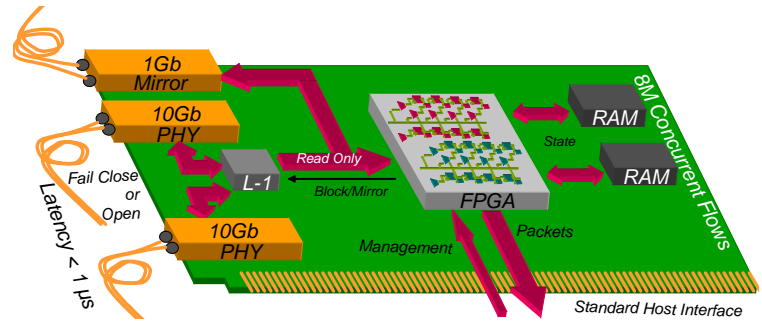 1Gb
Mirror
10Gb
PHY
Fail Close
or
Open
Latency < 1 µs
10Gb
PHY
L-1
Read Only
Block/Mirror
FPGA
Management
Packets
State
RAM
RAM
8M Concurrent Flows
Standard Host Interface